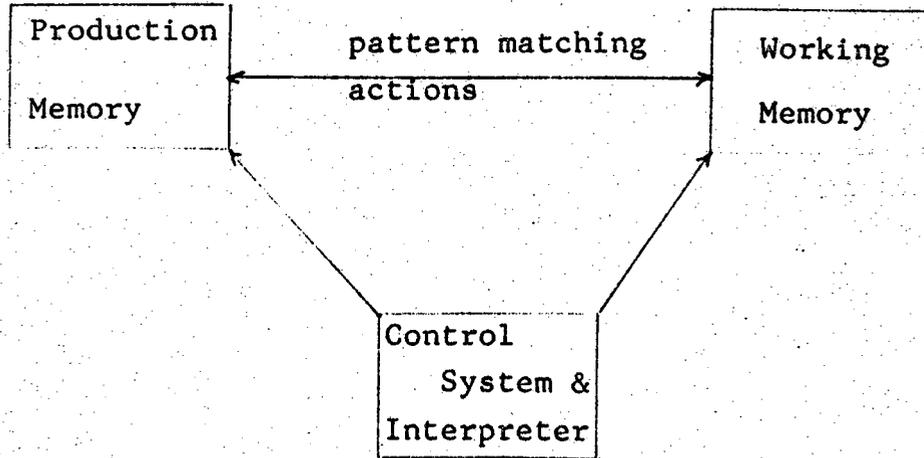 Production
Memory
pattern matching
actions
Working
Memory
Control
System &
Interpreter